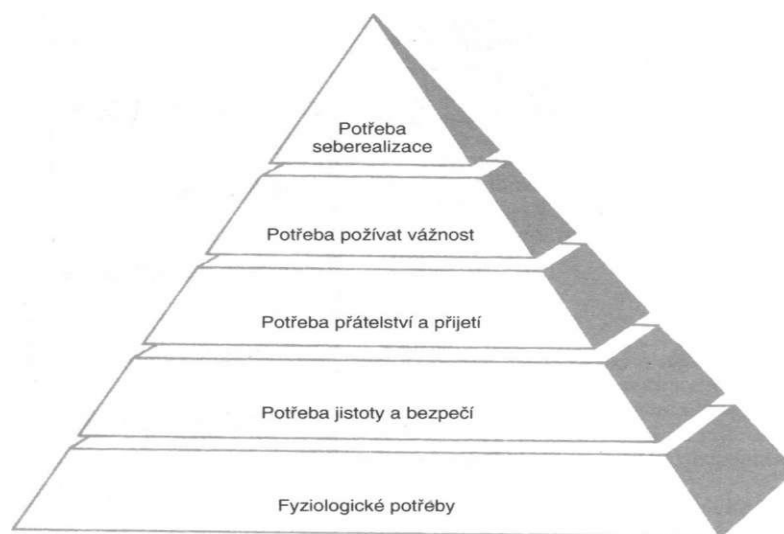 Potřeba
seberealizace
Potřeba požívat vážnost
Potřeba přátelství a přijetí
Potřeba jistoty a bezpečí
Fyziologické potřeby